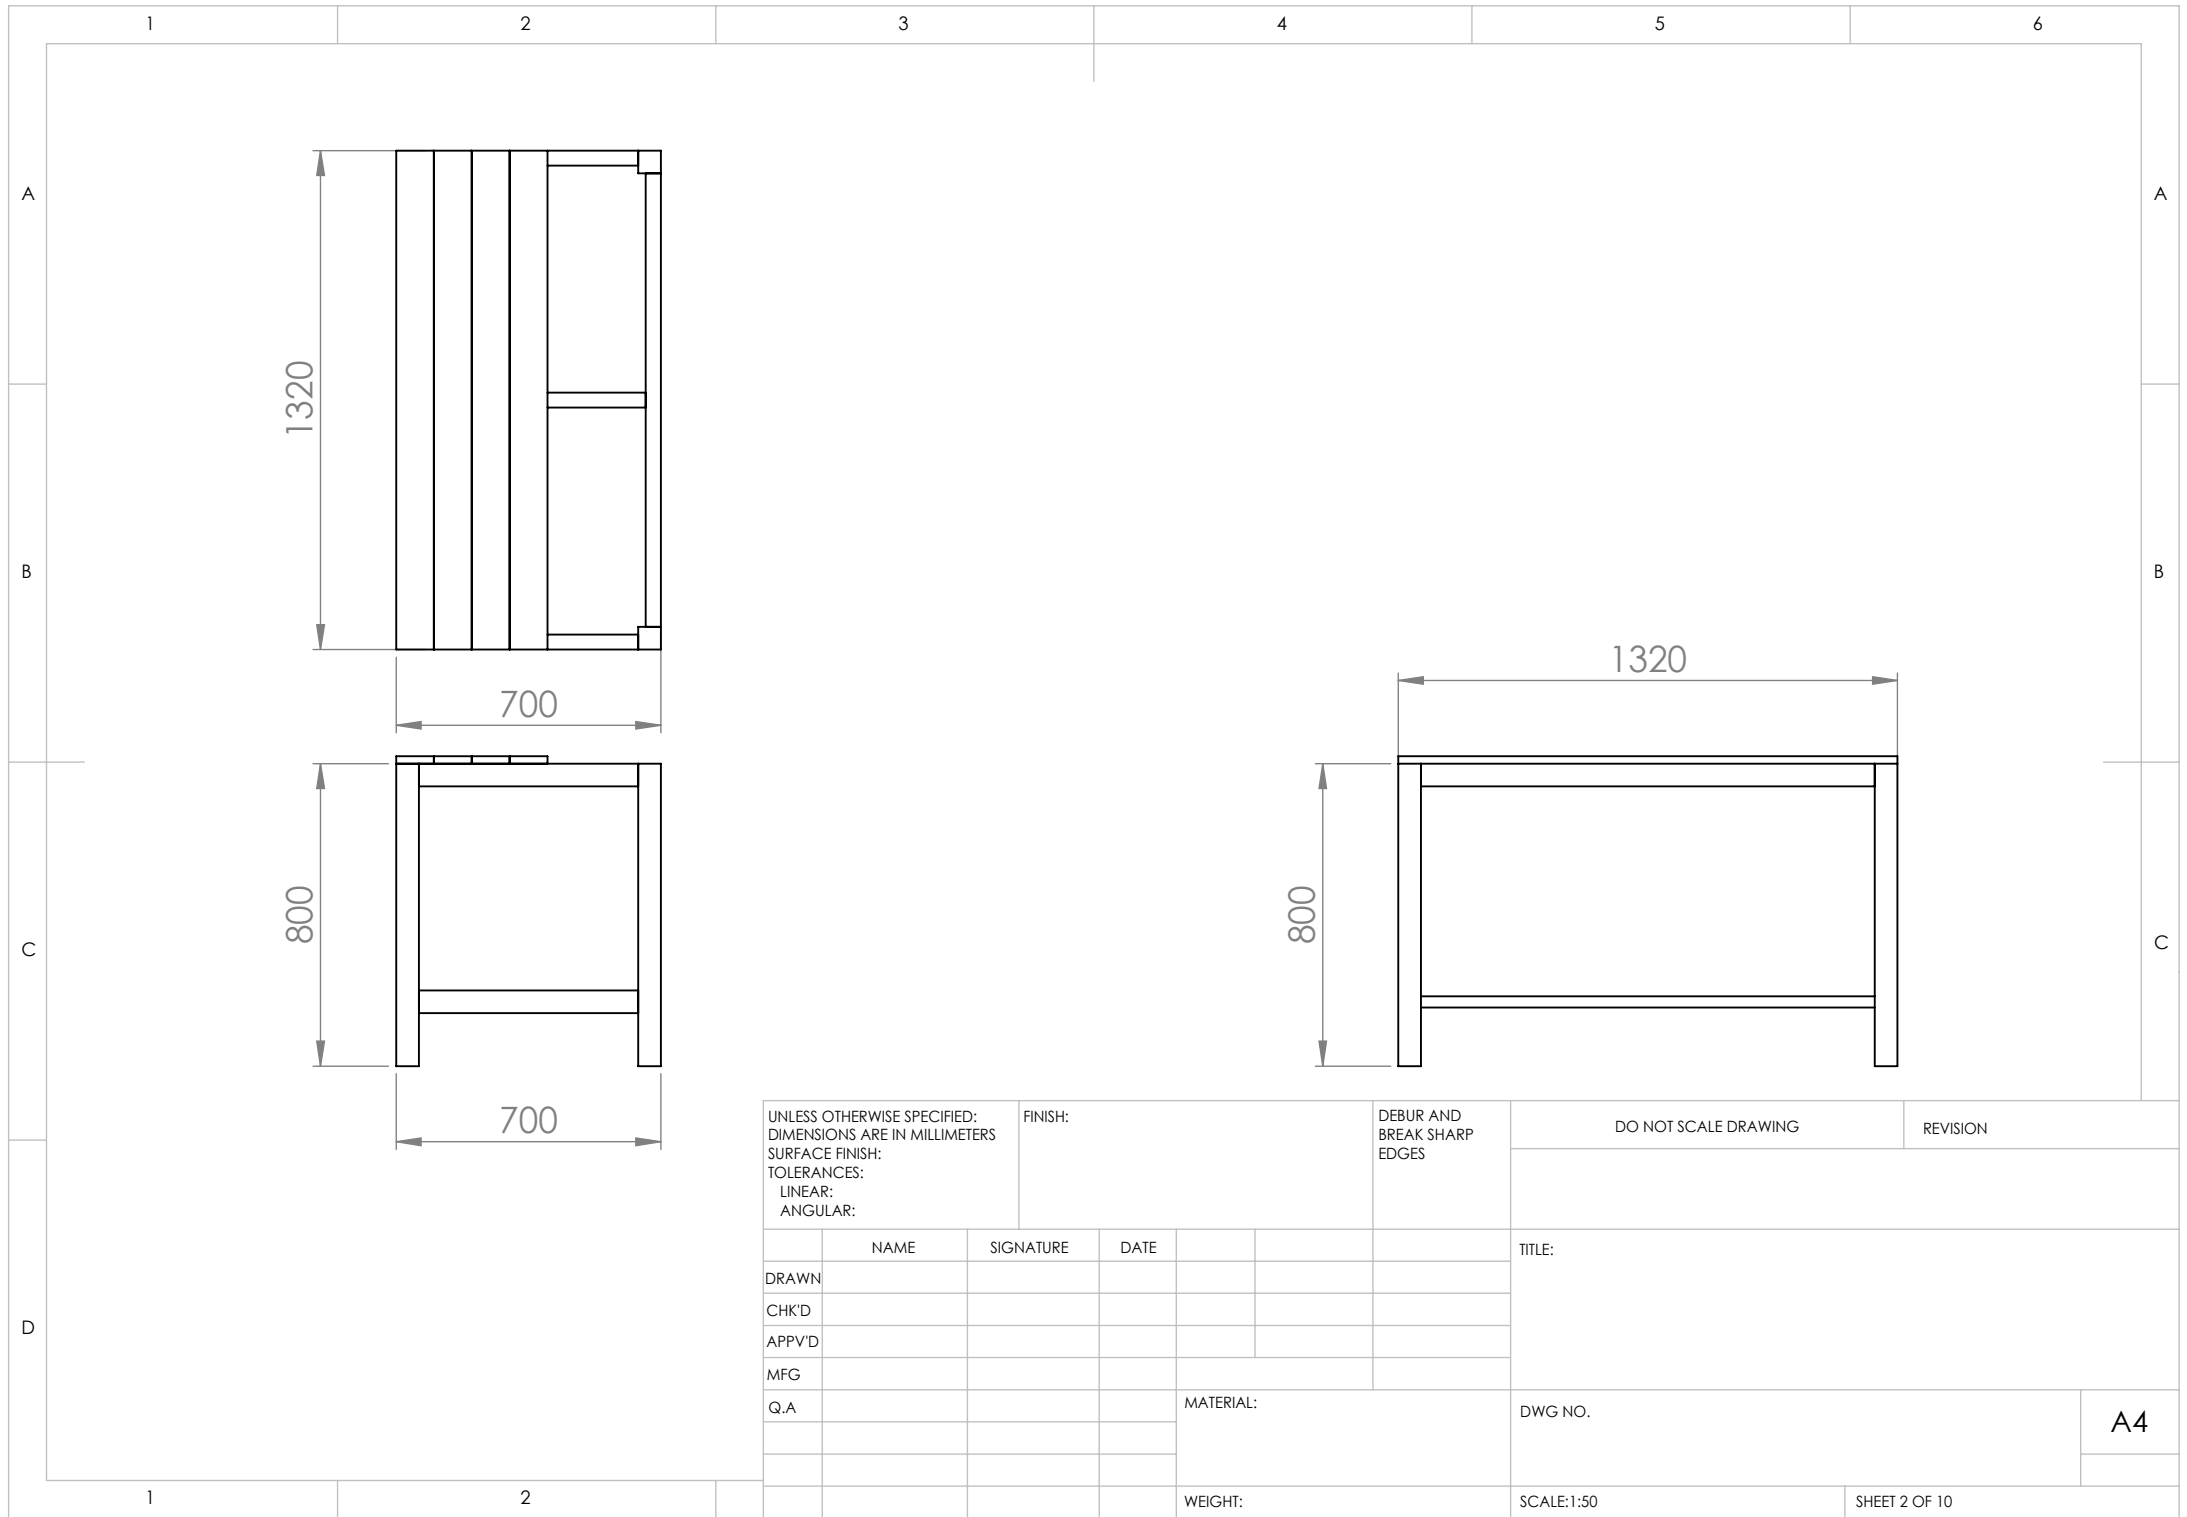 1 2 3 4 5 6
A A
1320
B B
1320
700
800 800
C C
700
UNLESS OTHERWISE SPECIFIED:
DIMENSIONS ARE IN MILLIMETERS
SURFACE FINISH:
TOLERANCES:
LINEAR:
ANGULAR:
FINISH:
DEBUR AND
BREAK SHARP
EDGES
DO NOT SCALE DRAWING
REVISION
NAME SIGNATURE DATE
TITLE:
DRAWN
CHK'D
APPV'D
MFG
Q.A
D
MATERIAL:
DWG NO.
A4
1 2
WEIGHT:
SCALE:1:50
SHEET 2 OF 10